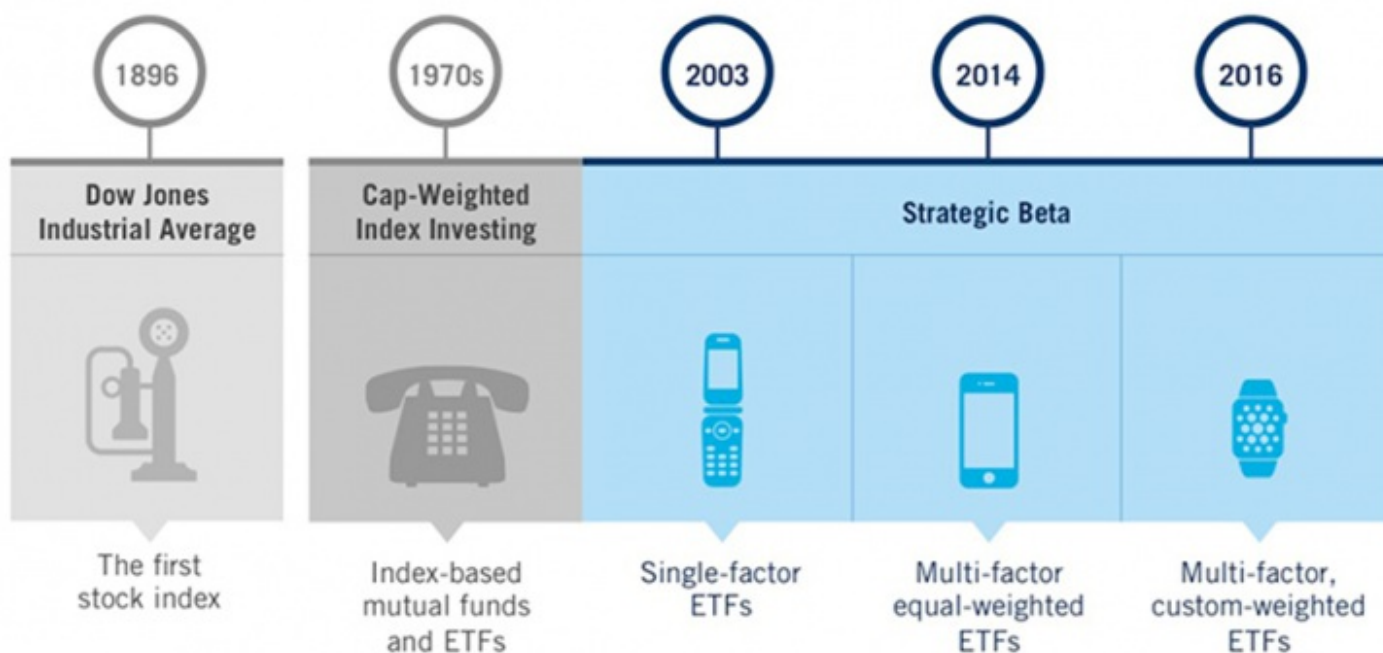 1896
1970s
2003
2014
2016
Dow Jones
Industrial Average
Cap-Weighted
Index Investing
Strategic Beta
The first
stock index
Index-based
mutual funds
and ETFs
Single-factor
ETFs
Multi-factor
equal-weighted
ETFs
Multi-factor,
custom-weighted
ETFs